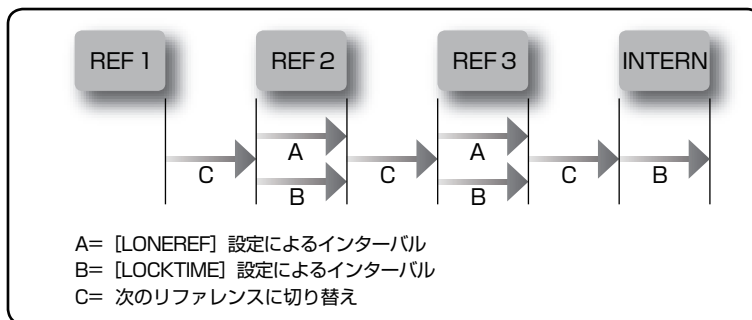 REF 1 REF 2 REF 3 INTERN
A A
C B C B C B
A= [LONEREF] 設定によるインターバル
B= [LOCKTIME] 設定によるインターバル
C= 次のリファレンスに切り替え